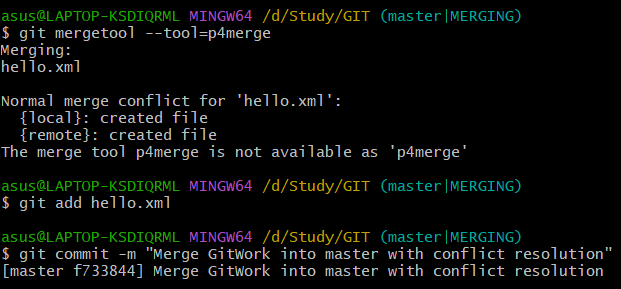 asus@LAPTOP-KSDIQRML MINGW64 /d/Study/GIT (master|MERGING)
$ git mergetool --tool=p4merge
Merging:
hello.xml

Normal merge conflict for 'hello.xml':
  {local}: created file
  {remote}: created file
The merge tool p4merge is not available as 'p4merge'

asus@LAPTOP-KSDIQRML MINGW64 /d/Study/GIT (master|MERGING)
$ git add hello.xml

asus@LAPTOP-KSDIQRML MINGW64 /d/Study/GIT (master|MERGING)
$ git commit -m "Merge GitWork into master with conflict resolution"
[master f733844] Merge GitWork into master with conflict resolution